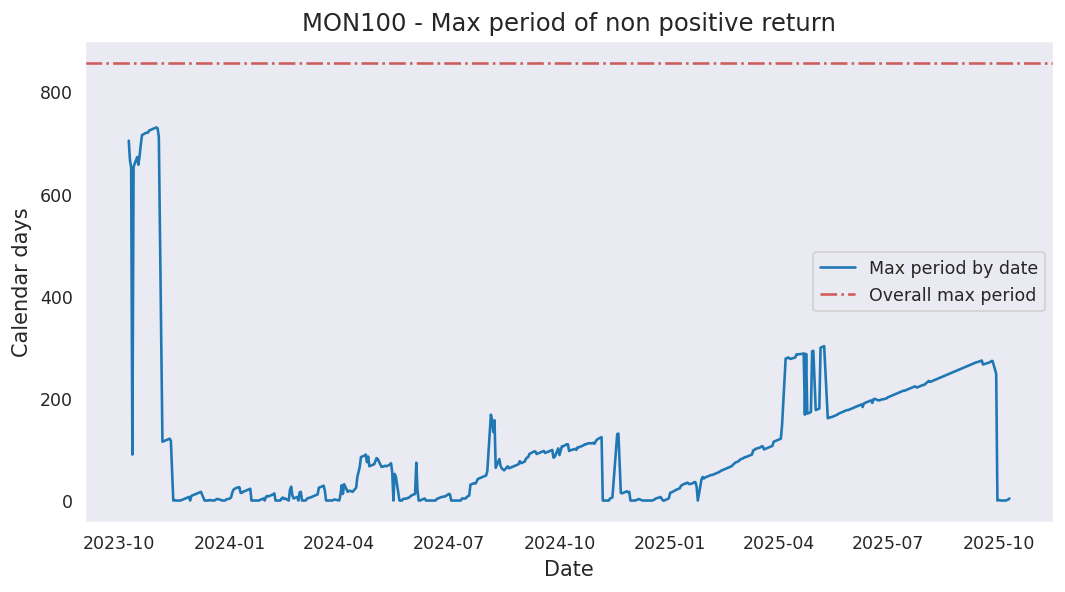 MON100 - Max period of non positive return
Calendar days
800
600
400
200
0
Max period by date
Overall max period
2023-10 2024-01 2024-04 2024-07 2024-10 2025-01 2025-04 2025-07 2025-10
Date